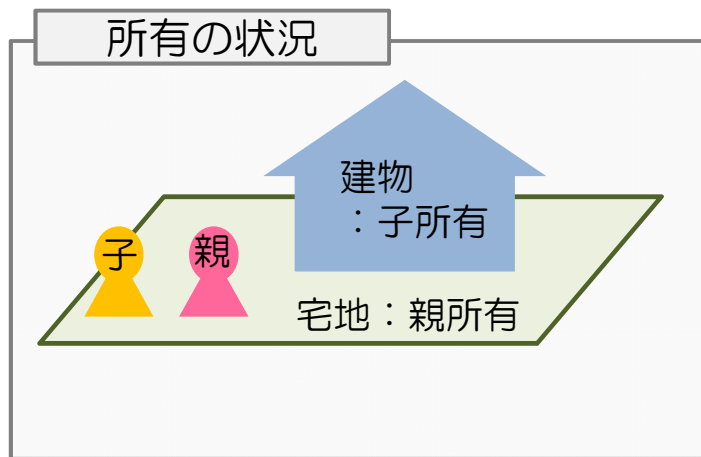 所有の状況
建物
：子所有
子
親
宅地：親所有